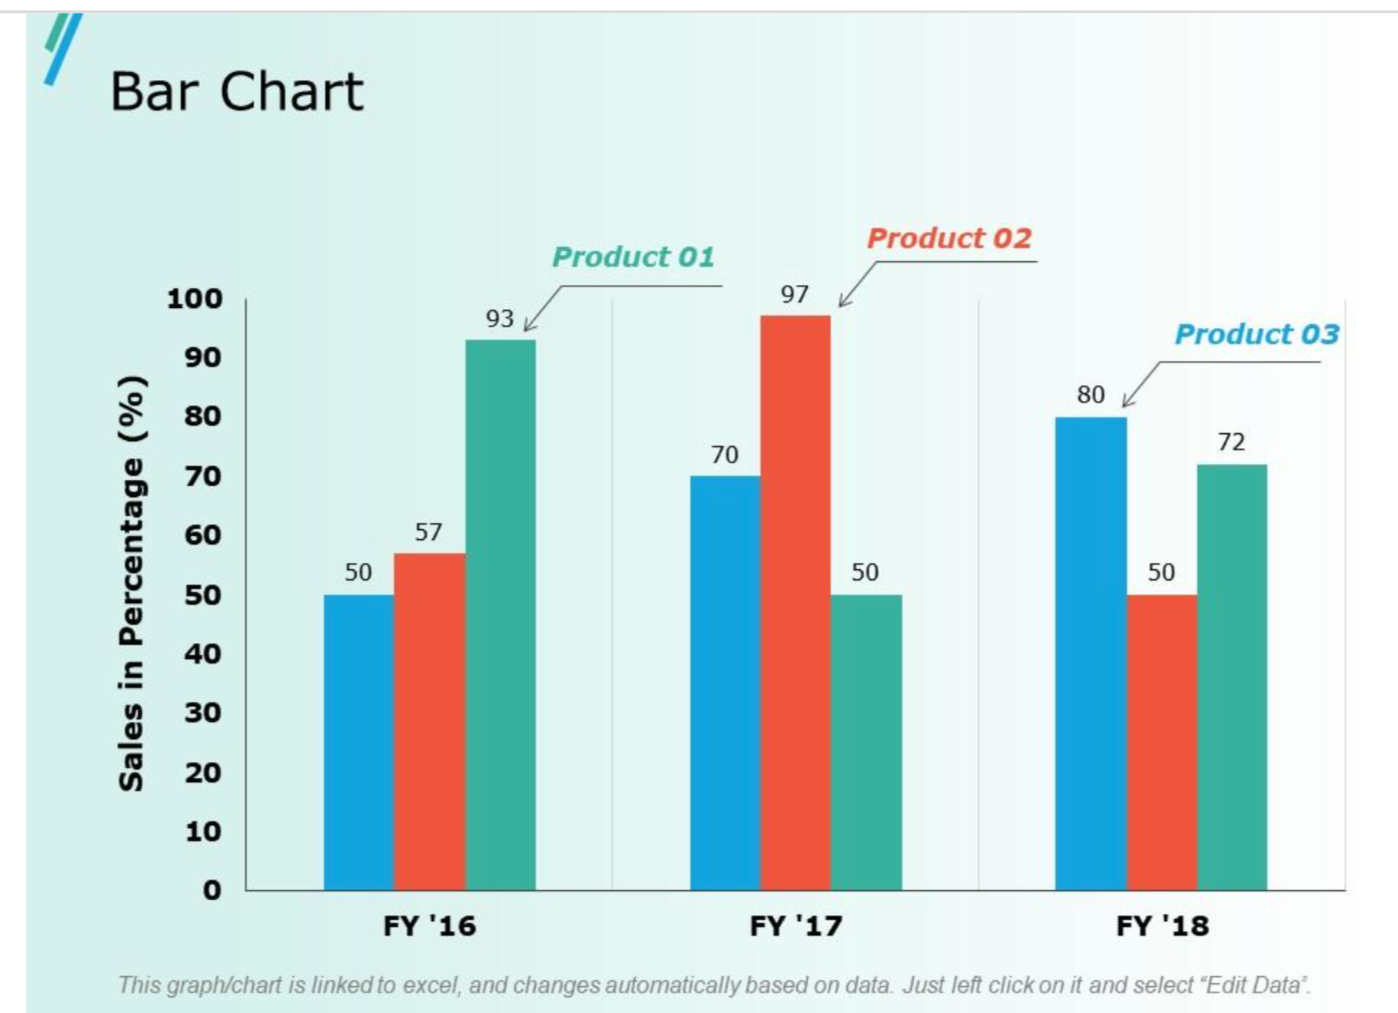 Bar Chart
Product 02
Product 01
97
100
93
Product 03
90
80
80
72
70
70
60
57
50
50
50
50
40
30
20
10
0
Sales in Percentage (%)
FY '16
FY '17
FY '18
This graph/chart is linked to excel, and changes automatically based on data. Just left click on it and select “Edit Data”.